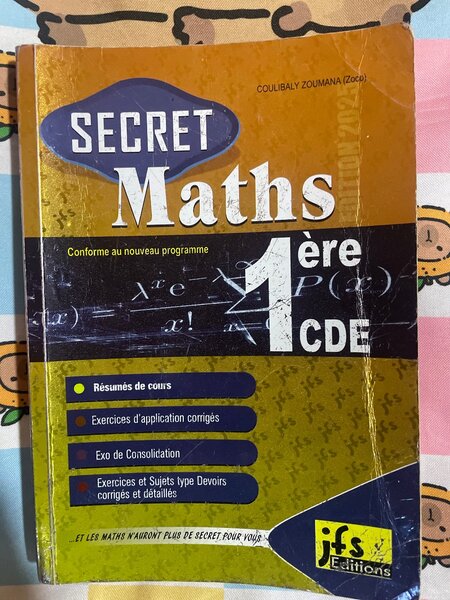 COULIBALY ZOUMANA (Zoco)
SECRET
Maths
Conforme au nouveau programme
1ère
CDE
λ^x e^-
x!
P(x)
Résumés de cours
Exercices d'application corrigés
Exo de Consolidation
Exercices et Sujets type Devoirs
corrigés et détaillés
...ET LES MATHS N'AURONT PLUS DE SECRET POUR VOUS
jfs
Editions